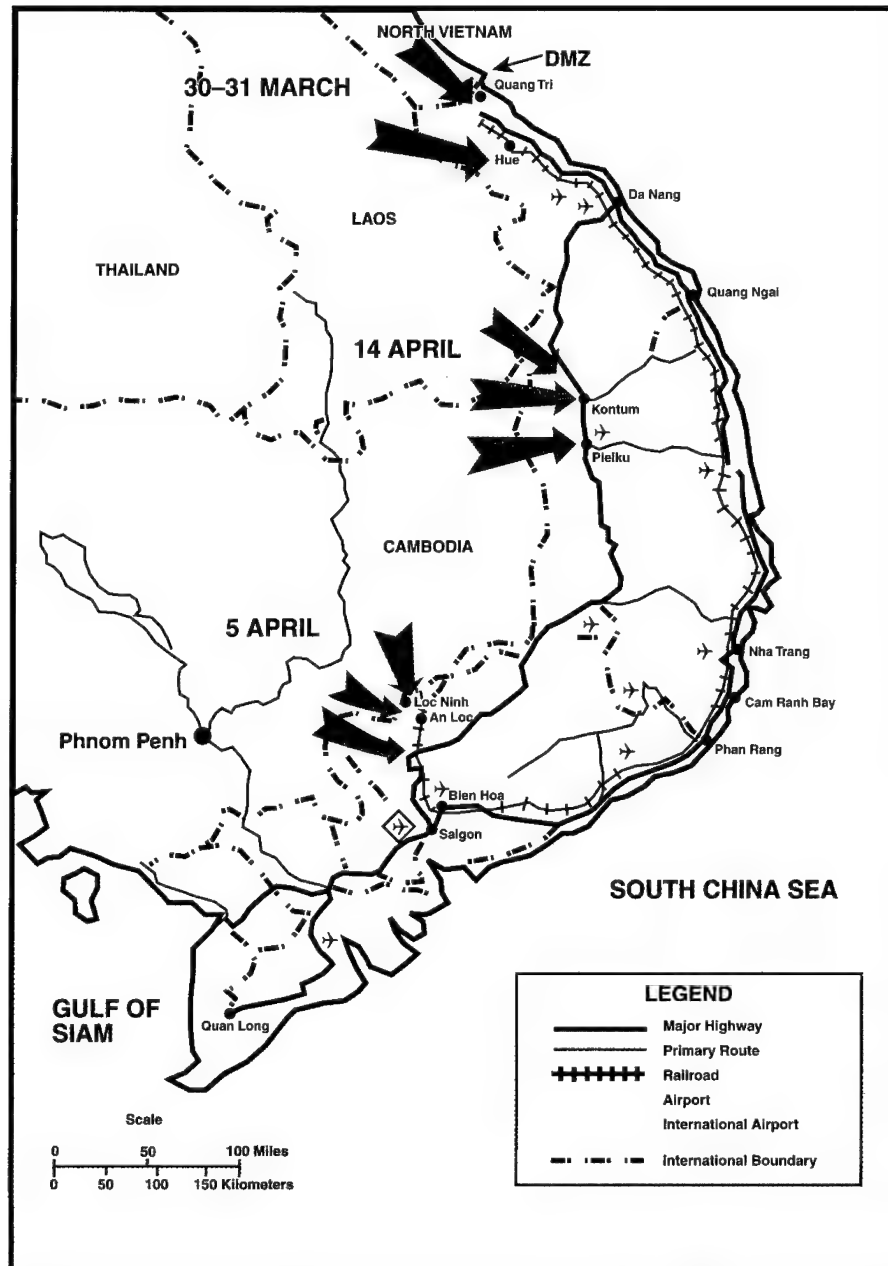 NORTH VIETNAM
DMZ
30–31 MARCH
Quang Tri
Hue
Da Nang
LAOS
THAILAND
Quang Ngai
14 APRIL
Kontum
Pleiku
CAMBODIA
5 APRIL
Nha Trang
Loc Ninh
Cam Ranh Bay
An Loc
Phnom Penh
Phan Rang
Bien Hoa
Saigon
SOUTH CHINA SEA
GULF OF
SIAM
Quan Long
LEGEND
Major Highway
Primary Route
Railroad
Airport
International Airport
International Boundary
Scale
0 50 100 Miles
0 50 100 150 Kilometers